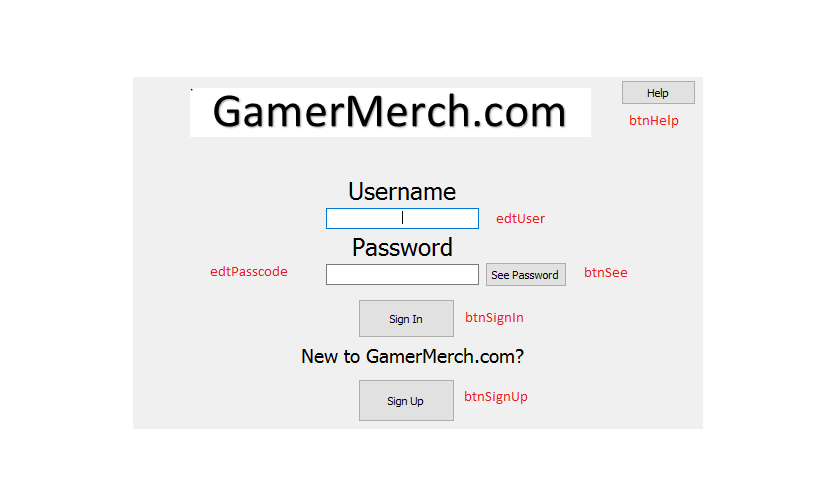 GamerMerch.com
Help
btnHelp
Username
edtUser
Password
edtPasscode
See Password
btnSee
Sign In
btnSignIn
New to GamerMerch.com?
Sign Up
btnSignUp